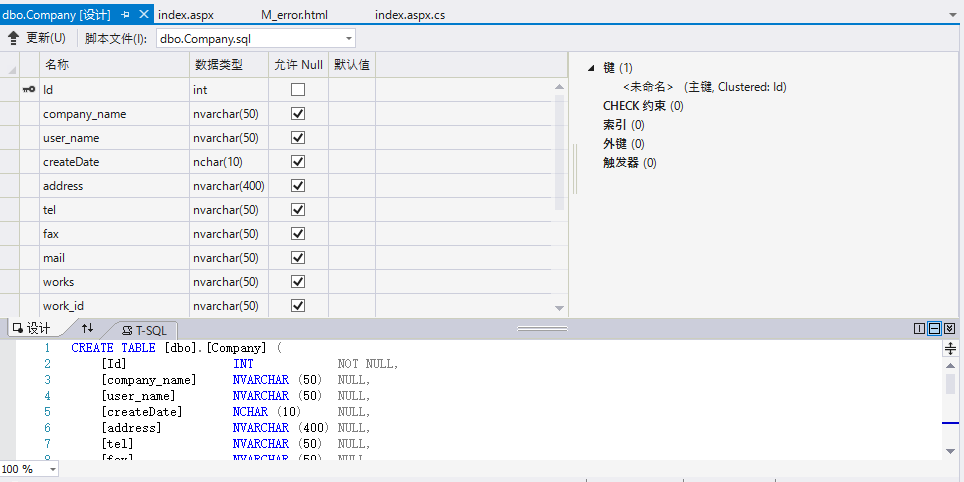 dbo.Company [设计] index.aspx M_error.html index.aspx.cs
更新(U) 脚本文件(I): dbo.Company.sql
名称 数据类型 允许 Null 默认值
Id int
company_name nvarchar(50)
user_name nvarchar(50)
createDate nchar(10)
address nvarchar(400)
tel nvarchar(50)
fax nvarchar(50)
mail nvarchar(50)
works nvarchar(50)
work_id nvarchar(50)
键 (1)
<未命名> (主键, Clustered: Id)
CHECK 约束 (0)
索引 (0)
外键 (0)
触发器 (0)
设计 T-SQL
1 CREATE TABLE [dbo].[Company] (
2 [Id] INT NOT NULL,
3 [company_name] NVARCHAR (50) NULL,
4 [user_name] NVARCHAR (50) NULL,
5 [createDate] NCHAR (10) NULL,
6 [address] NVARCHAR (400) NULL,
7 [tel] NVARCHAR (50) NULL,
8 [fax] NVARCHAR (50) NULL
100 %